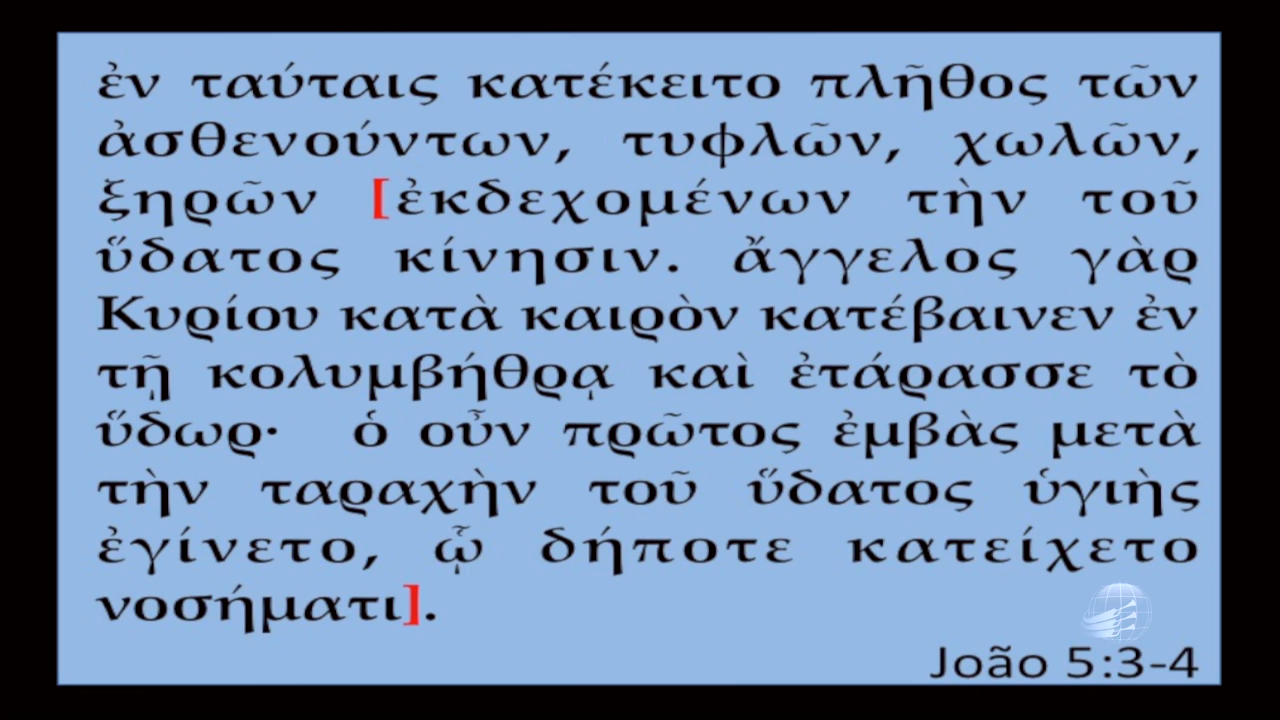 ἐν ταύταις κατέκειτο πλῆθος τῶν
ἀσθενούντων, τυφλῶν, χωλῶν,
ξηρῶν [ἐκδεχομένων τὴν τοῦ
ὕδατος κίνησιν. ἄγγελος γὰρ
Κυρίου κατὰ καιρὸν κατέβαινεν ἐν
τῇ κολυμβήθρᾳ καὶ ἐτάρασσε τὸ
ὕδωρ· ὁ οὖν πρῶτος ἐμβὰς μετὰ
τὴν ταραχὴν τοῦ ὕδατος ὑγιὴς
ἐγίνετο, ᾧ δήποτε κατείχετο
νοσήματι].
João 5:3-4